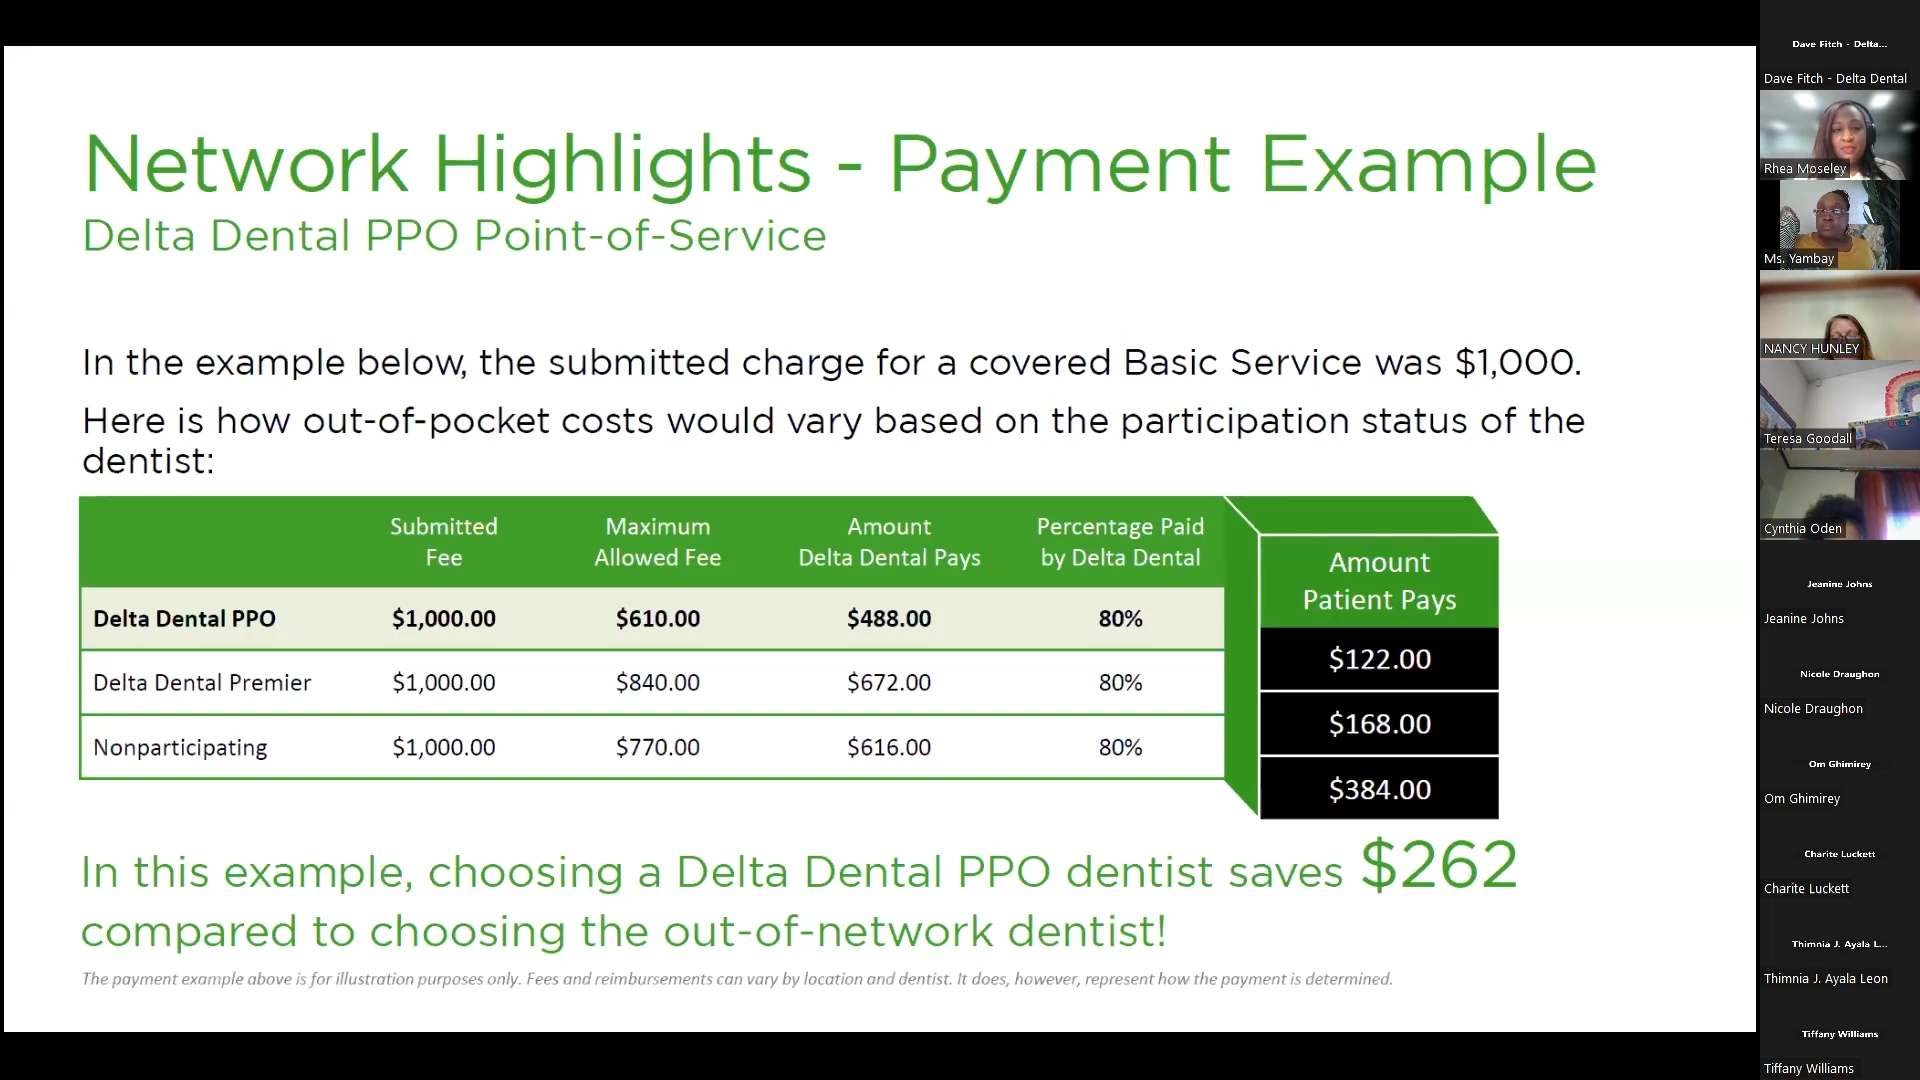 Network Highlights - Payment Example
Delta Dental PPO Point-of-Service
In the example below, the submitted charge for a covered Basic Service was $1,000.
Here is how out-of-pocket costs would vary based on the participation status of the
dentist:
Submitted Fee Maximum Allowed Fee Amount Delta Dental Pays Percentage Paid by Delta Dental Amount Patient Pays
Delta Dental PPO $1,000.00 $610.00 $488.00 80% $122.00
Delta Dental Premier $1,000.00 $840.00 $672.00 80% $168.00
Nonparticipating $1,000.00 $770.00 $616.00 80% $384.00
In this example, choosing a Delta Dental PPO dentist saves $262
compared to choosing the out-of-network dentist!
The payment example above is for illustration purposes only. Fees and reimbursements can vary by location and dentist. It does, however, represent how the payment is determined.
Dave Fitch - Delta...
Dave Fitch - Delta Dental
Rhea Moseley
Ms. Yambay
NANCY HUNLEY
Teresa Goodall
Cynthia Oden
Jeanine Johns
Jeanine Johns
Nicole Draughon
Nicole Draughon
Om Ghimirey
Om Ghimirey
Charite Luckett
Charite Luckett
Thimnia J. Ayala L...
Thimnia J. Ayala Leon
Tiffany Williams
Tiffany Williams